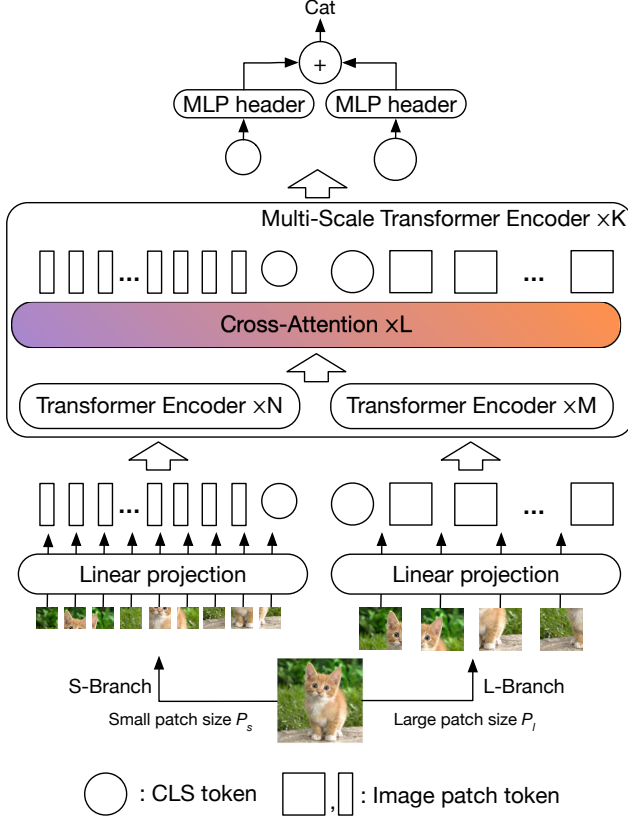 Cat
+
MLP header MLP header
Multi-Scale Transformer Encoder ×K
...
...
Cross-Attention ×L
Transformer Encoder ×N Transformer Encoder ×M
...
...
Linear projection Linear projection
S-Branch L-Branch
Small patch size Ps Large patch size Pl
: CLS token , : Image patch token